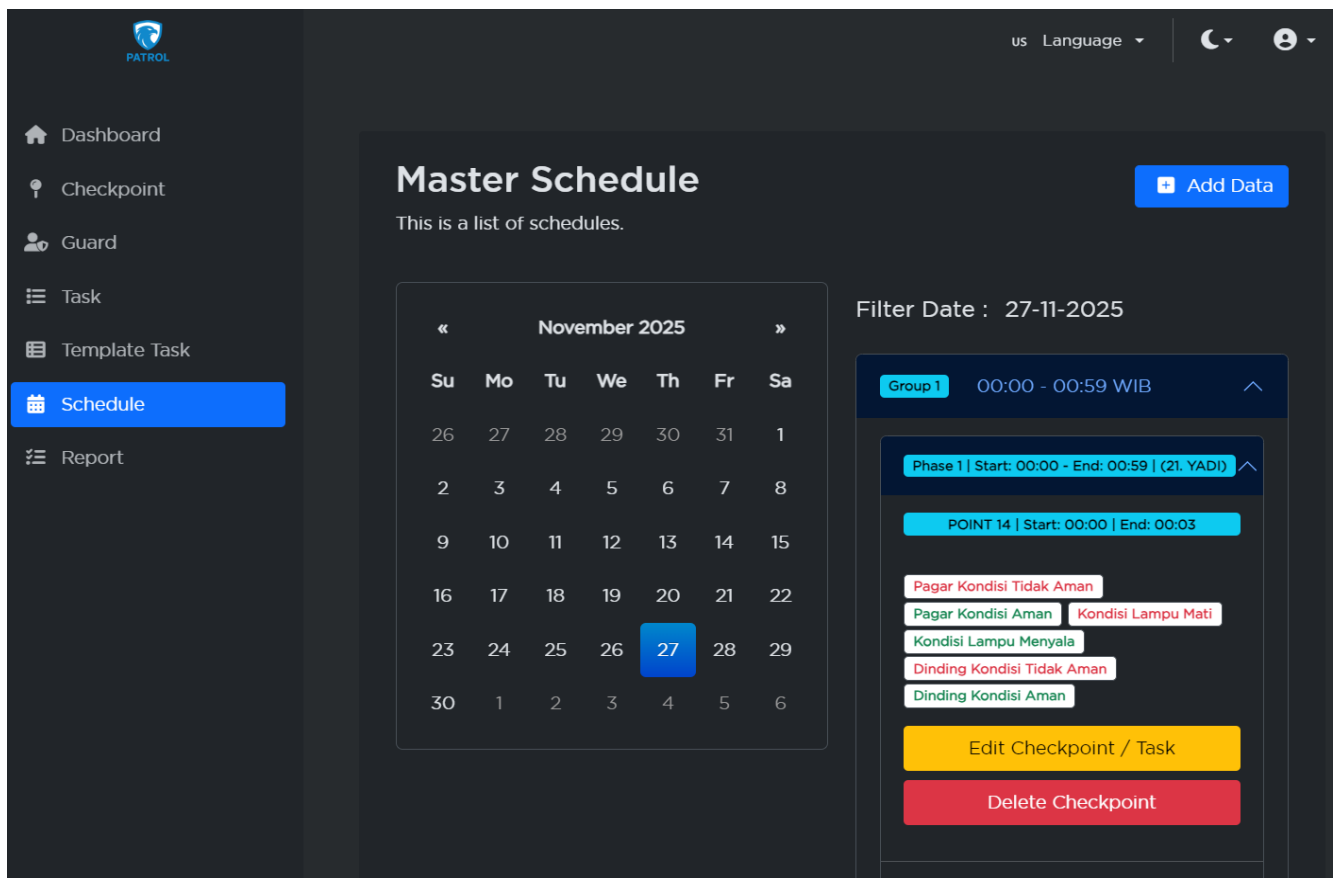 PATROL
us Language
Dashboard
Checkpoint
Guard
Task
Template Task
Schedule
Report
Master Schedule
This is a list of schedules.
Add Data
« November 2025 »
Su Mo Tu We Th Fr Sa
26 27 28 29 30 31 1
2 3 4 5 6 7 8
9 10 11 12 13 14 15
16 17 18 19 20 21 22
23 24 25 26 27 28 29
30 1 2 3 4 5 6
Filter Date : 27-11-2025
Group 1 00:00 - 00:59 WIB
Phase 1 | Start: 00:00 - End: 00:59 | (21. YADI)
POINT 14 | Start: 00:00 | End: 00:03
Pagar Kondisi Tidak Aman
Pagar Kondisi Aman Kondisi Lampu Mati
Kondisi Lampu Menyala
Dinding Kondisi Tidak Aman
Dinding Kondisi Aman
Edit Checkpoint / Task
Delete Checkpoint